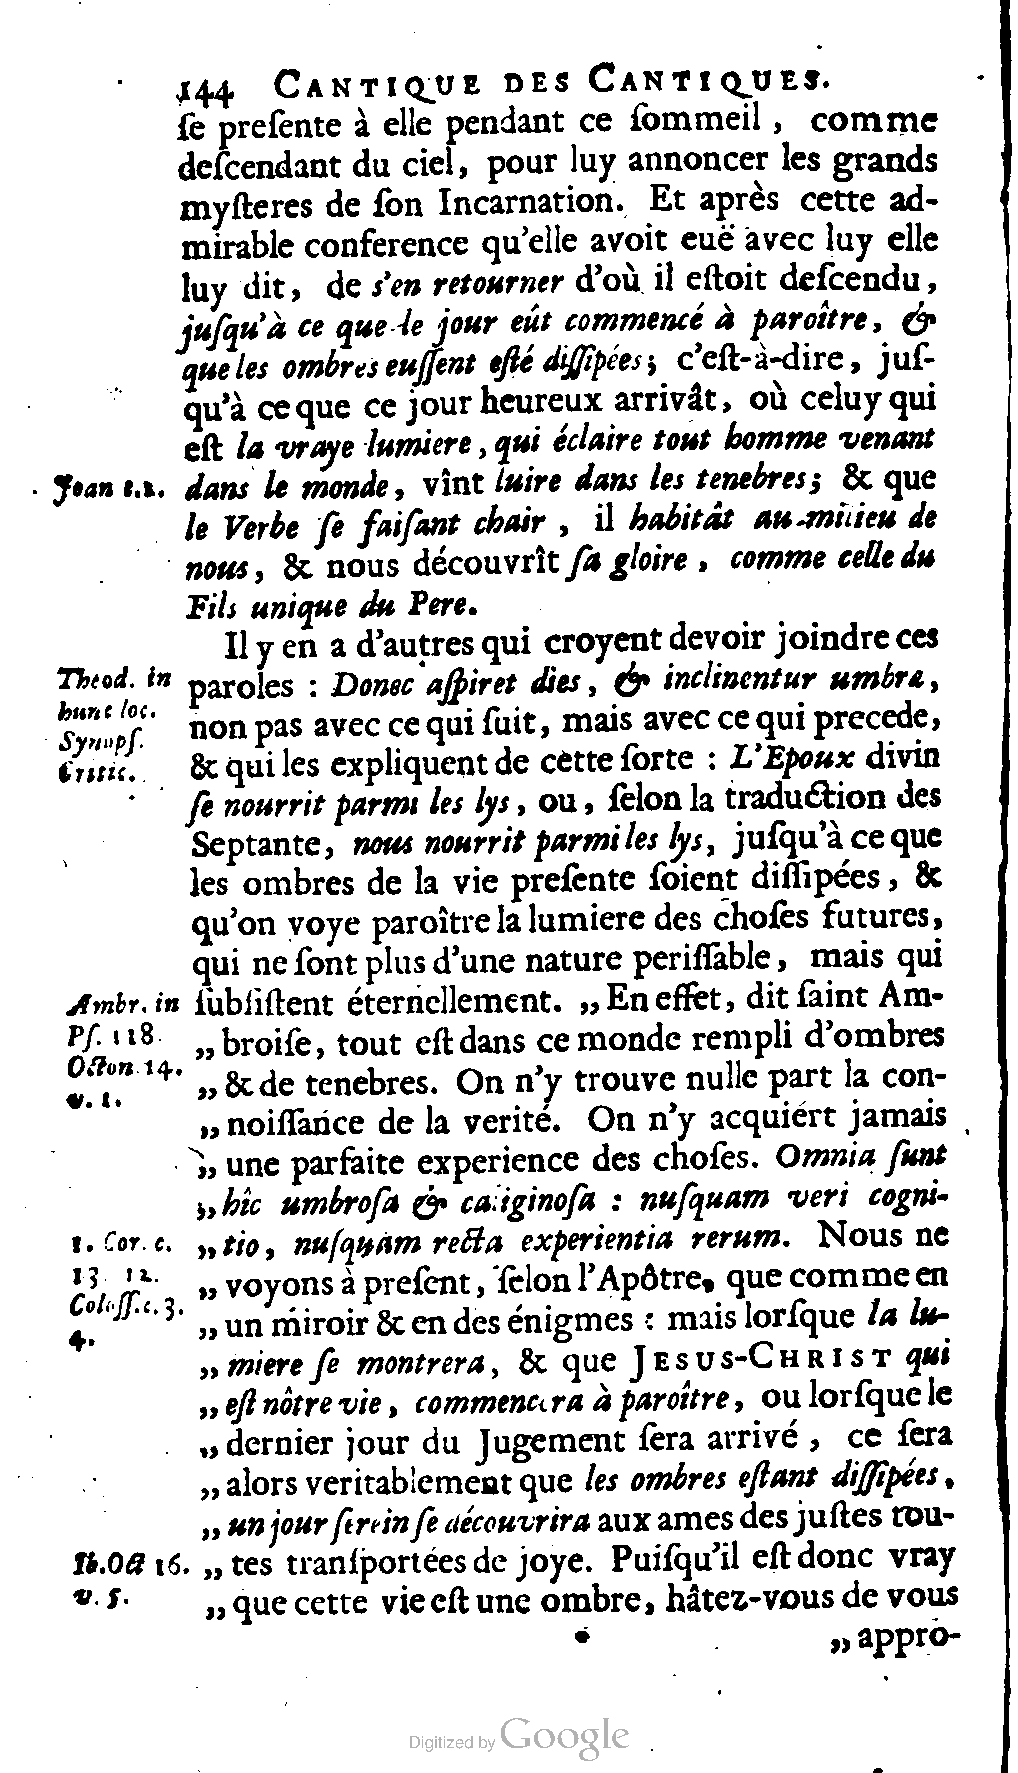 144 CANTIQUE DES CANTIQUES.
ſe preſente à elle pendant ce ſommeil, comme
deſcendant du ciel, pour luy annoncer les grands
myſteres de ſon Incarnation. Et après cette ad-
mirable conference qu'elle avoit euë avec luy elle
luy dit, de s'en retourner d'où il eſtoit deſcendu,
juſqu'à ce que le jour eût commencé à paroître, &
que les ombres euſſent eſté diſſipées; c'eſt-à-dire, juſ-
qu'à ce que ce jour heureux arrivât, où celuy qui
eſt la vraye lumiere, qui éclaire tout homme venant
Joan 1.1. dans le monde, vînt luire dans les tenebres; & que
le Verbe ſe faiſant chair, il habitât au milieu de
nous, & nous découvrît ſa gloire, comme celle du
Fils unique du Pere.
Il y en a d'autres qui croyent devoir joindre ces
Theod. in paroles : Donec aſpiret dies, & inclinentur umbræ,
hunc loc. non pas avec ce qui ſuit, mais avec ce qui precede,
Synopſ.
Critic. & qui les expliquent de cette ſorte : L'Epoux divin
ſe nourrit parmi les lys, ou, ſelon la traduction des
Septante, nous nourrit parmi les lys, juſqu'à ce que
les ombres de la vie preſente ſoient diſſipées, &
qu'on voye paroître la lumiere des choſes futures,
qui ne ſont plus d'une nature periſſable, mais qui
Ambr. in ſubſiſtent éternellement. „En effet, dit ſaint Am-
Pſ. 118. „broiſe, tout eſt dans ce monde rempli d'ombres
Octon. 14. „& de tenebres. On n'y trouve nulle part la con-
v. 1.
„noiſſance de la verité. On n'y acquiert jamais
„une parfaite experience des choſes. Omnia ſunt
„hîc umbroſa & caliginoſa : nuſquam veri cogni-
1. Cor. c. „tio, nuſquam recta experientia rerum. Nous ne
13. 12. „voyons à preſent, ſelon l'Apôtre, que comme en
Coloſſ. c. 3. „un miroir & en des énigmes : mais lorſque la lu-
4.
„miere ſe montrera, & que JESUS-CHRIST qui
„eſt nôtre vie, commencera à paroître, ou lorſque le
„dernier jour du Jugement ſera arrivé, ce ſera
„alors veritablement que les ombres eſtant diſſipées,
„un jour ſerein ſe découvrira aux ames des juſtes tou-
Ib. Oct 16. „tes tranſportées de joye. Puiſqu'il eſt donc vray
v. 5. „que cette vie eſt une ombre, hâtez-vous de vous
„appro-
Digitized by Google